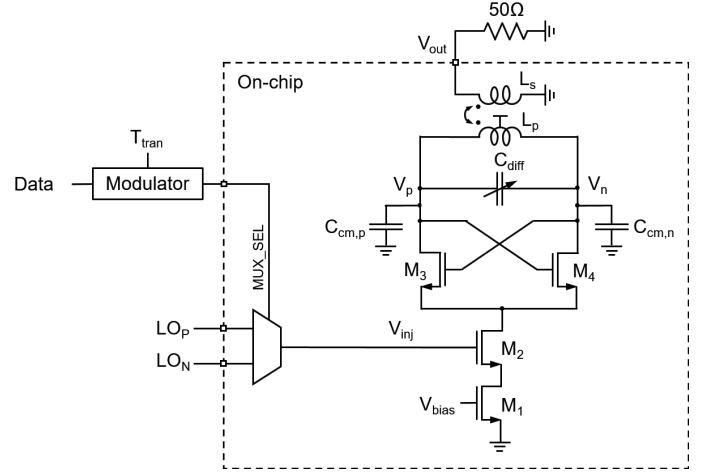 50Ω
V_out
On-chip
L_s
L_p
T_tran
C_diff
Data
Modulator
V_p
V_n
C_cm,p
C_cm,n
MUX_SEL
M_3
M_4
LO_P
V_inj
M_2
LO_N
V_bias
M_1